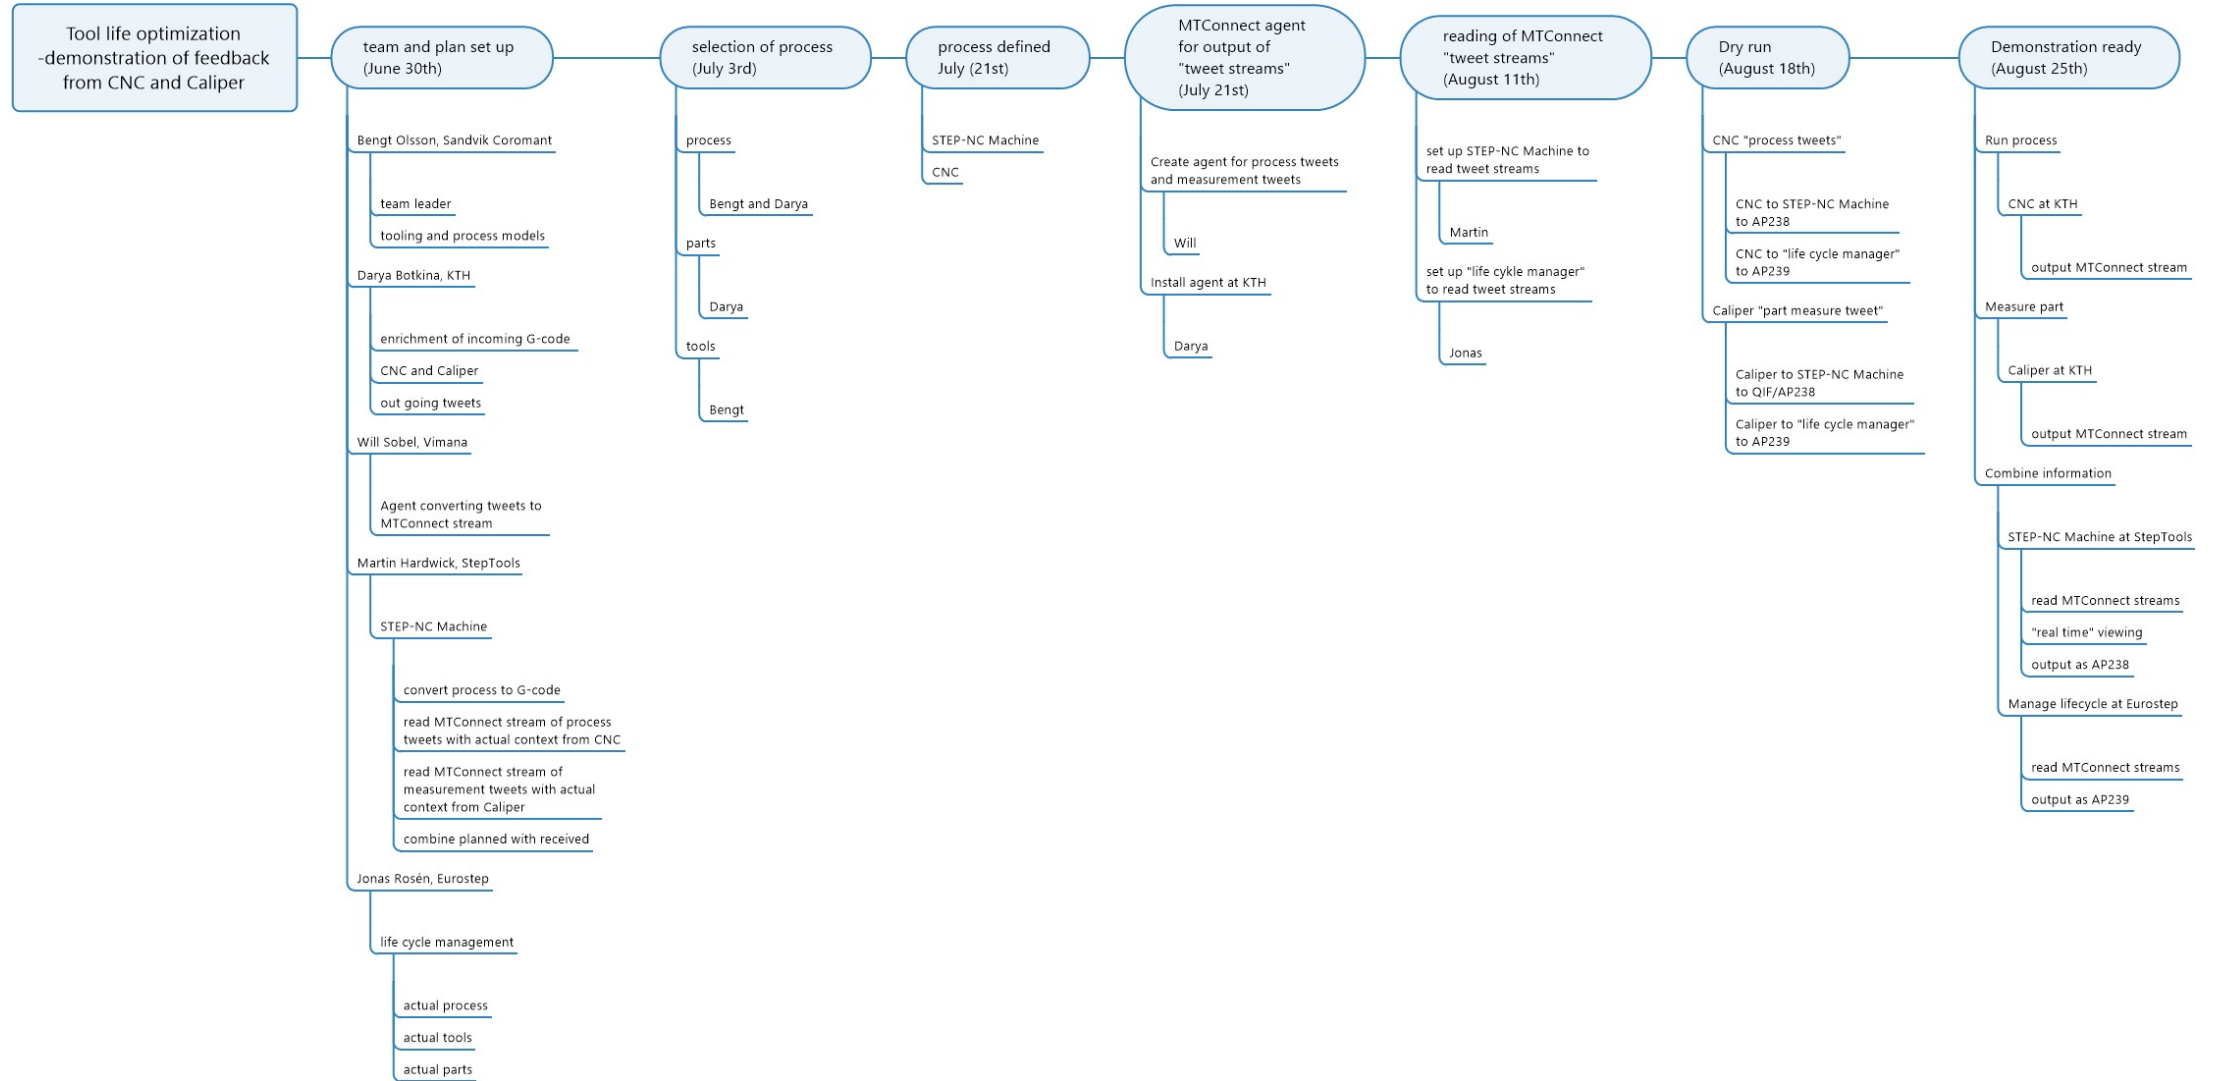 Tool life optimization
-demonstration of feedback
from CNC and Caliper
team and plan set up
(June 30th)
Bengt Olsson, Sandvik Coromant
team leader
tooling and process models
Darya Botkina, KTH
enrichment of incoming G-code
CNC and Caliper
out going tweets
Will Sobel, Vimana
Agent converting tweets to
MTConnect stream
Martin Hardwick, StepTools
STEP-NC Machine
convert process to G-code
read MTConnect stream of process
tweets with actual context from CNC
read MTConnect stream of
measurement tweets with actual
context from Caliper
combine planned with received
Jonas Rosén, Eurostep
life cycle management
actual process
actual tools
actual parts
selection of process
(July 3rd)
process
Bengt and Darya
parts
Darya
tools
Bengt
process defined
July (21st)
STEP-NC Machine
CNC
MTConnect agent
for output of
"tweet streams"
(July 21st)
Create agent for process tweets
and measurement tweets
Will
Install agent at KTH
Darya
reading of MTConnect
"tweet streams"
(August 11th)
set up STEP-NC Machine to
read tweet streams
Martin
set up "life cykle manager"
to read tweet streams
Jonas
Dry run
(August 18th)
CNC "process tweets"
CNC to STEP-NC Machine
to AP238
CNC to "life cycle manager"
to AP239
Caliper "part measure tweet"
Caliper to STEP-NC Machine
to QIF/AP238
Caliper to "life cycle manager"
to AP239
Demonstration ready
(August 25th)
Run process
CNC at KTH
output MTConnect stream
Measure part
Caliper at KTH
output MTConnect stream
Combine information
STEP-NC Machine at StepTools
read MTConnect streams
"real time" viewing
output as AP238
Manage lifecycle at Eurostep
read MTConnect streams
output as AP239